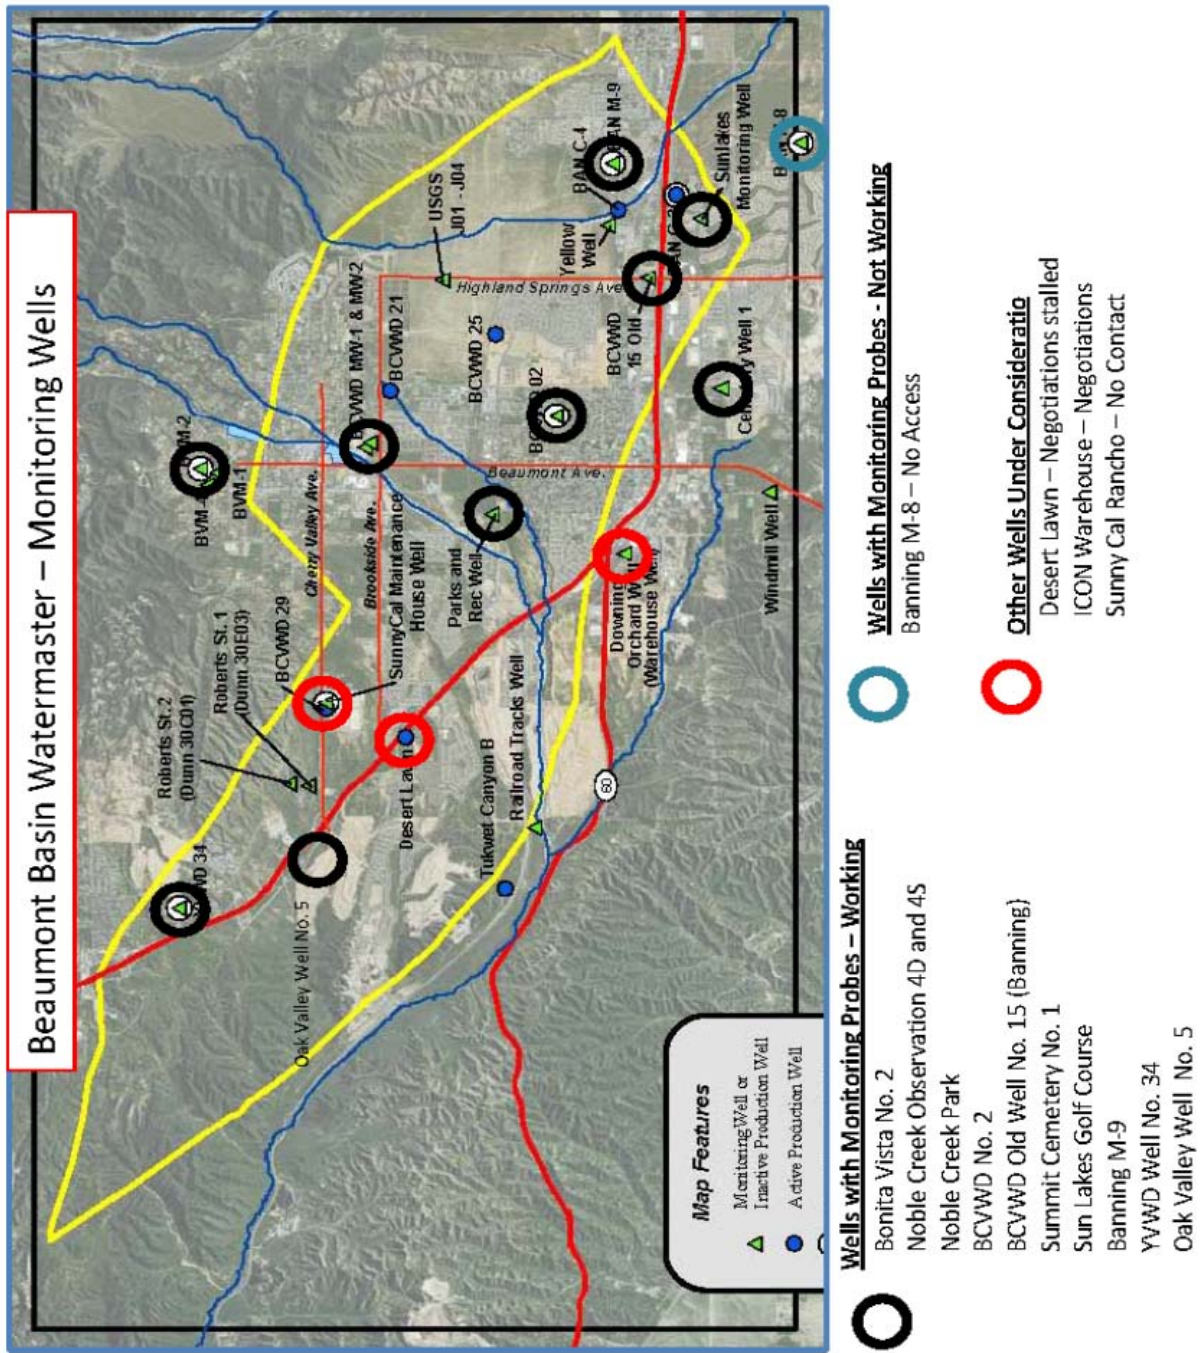 Beaumont Basin Watermaster – Monitoring Wells
BVM-1
Cherry Valley Ave.
Brookside Ave.
BCVWD MW-1 & MW-2
BCVWD 21
USGS
J01 - J04
Highland Springs Ave
BCVWD 25
Yellow
Well
BAN C-4
BAN M-9
Sunlakes
Monitoring Well
BCVWD
15 Old
Beaumont Ave.
Windmill Well
Parks and
Rec Well
SunnyCal Maintenance
House Well
BCVWD 29
Roberts St. 1
(Dunn 30E03)
Roberts St. 2
(Dunn 30C01)
34
Oak Valley Well No. 5
Desert
Tukwet Canyon B
Railroad Tracks Well
Orchard
(Warehouse
60
Map Features
Monitoring Well or
Inactive Production Well
Active Production Well
Wells with Monitoring Probes – Working
Bonita Vista No. 2
Noble Creek Observation 4D and 4S
Noble Creek Park
BCVWD No. 2
BCVWD Old Well No. 15 (Banning)
Summit Cemetery No. 1
Sun Lakes Golf Course
Banning M-9
YVWD Well No. 34
Oak Valley Well No. 5
Wells with Monitoring Probes - Not Working
Banning M-8 – No Access
Other Wells Under Consideratio
Desert Lawn – Negotiations stalled
ICON Warehouse – Negotiations
Sunny Cal Rancho – No Contact